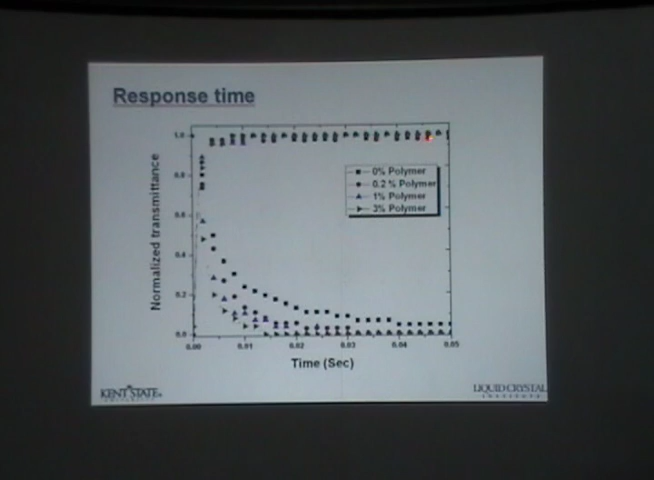 Response time
Normalized transmittance
1.0
0.8
0.6
0.4
0.2
0.0
0% Polymer
0.2 % Polymer
1% Polymer
3% Polymer
0.00 0.01 0.02 0.03 0.04 0.05
Time (Sec)
KENT STATE
UNIVERSITY
LIQUID CRYSTAL
INSTITUTE